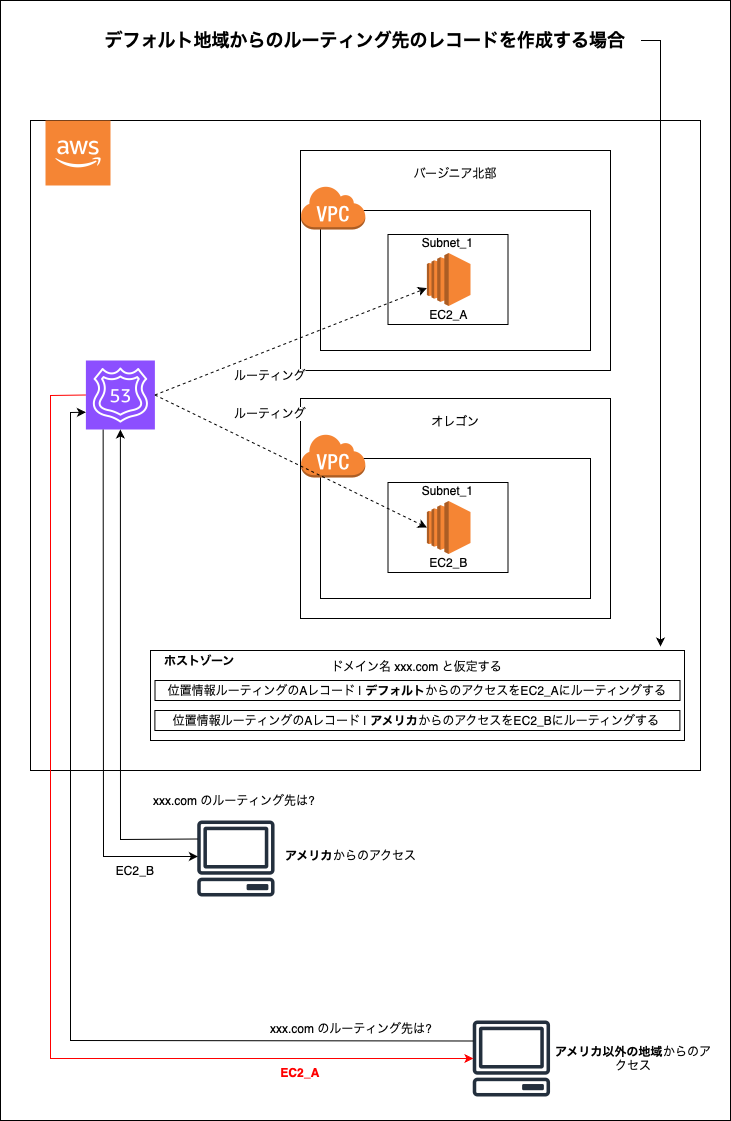 デフォルト地域からのルーティング先のレコードを作成する場合
aws
バージニア北部
VPC
Subnet_1
EC2_A
53
ルーティング
ルーティング
オレゴン
VPC
Subnet_1
EC2_B
ホストゾーン
ドメイン名 xxx.com と仮定する
位置情報ルーティングのAレコード | デフォルトからのアクセスをEC2_Aにルーティングする
位置情報ルーティングのAレコード | アメリカからのアクセスをEC2_Bにルーティングする
xxx.com のルーティング先は?
アメリカからのアクセス
EC2_B
xxx.com のルーティング先は?
アメリカ以外の地域からのア
クセス
EC2_A